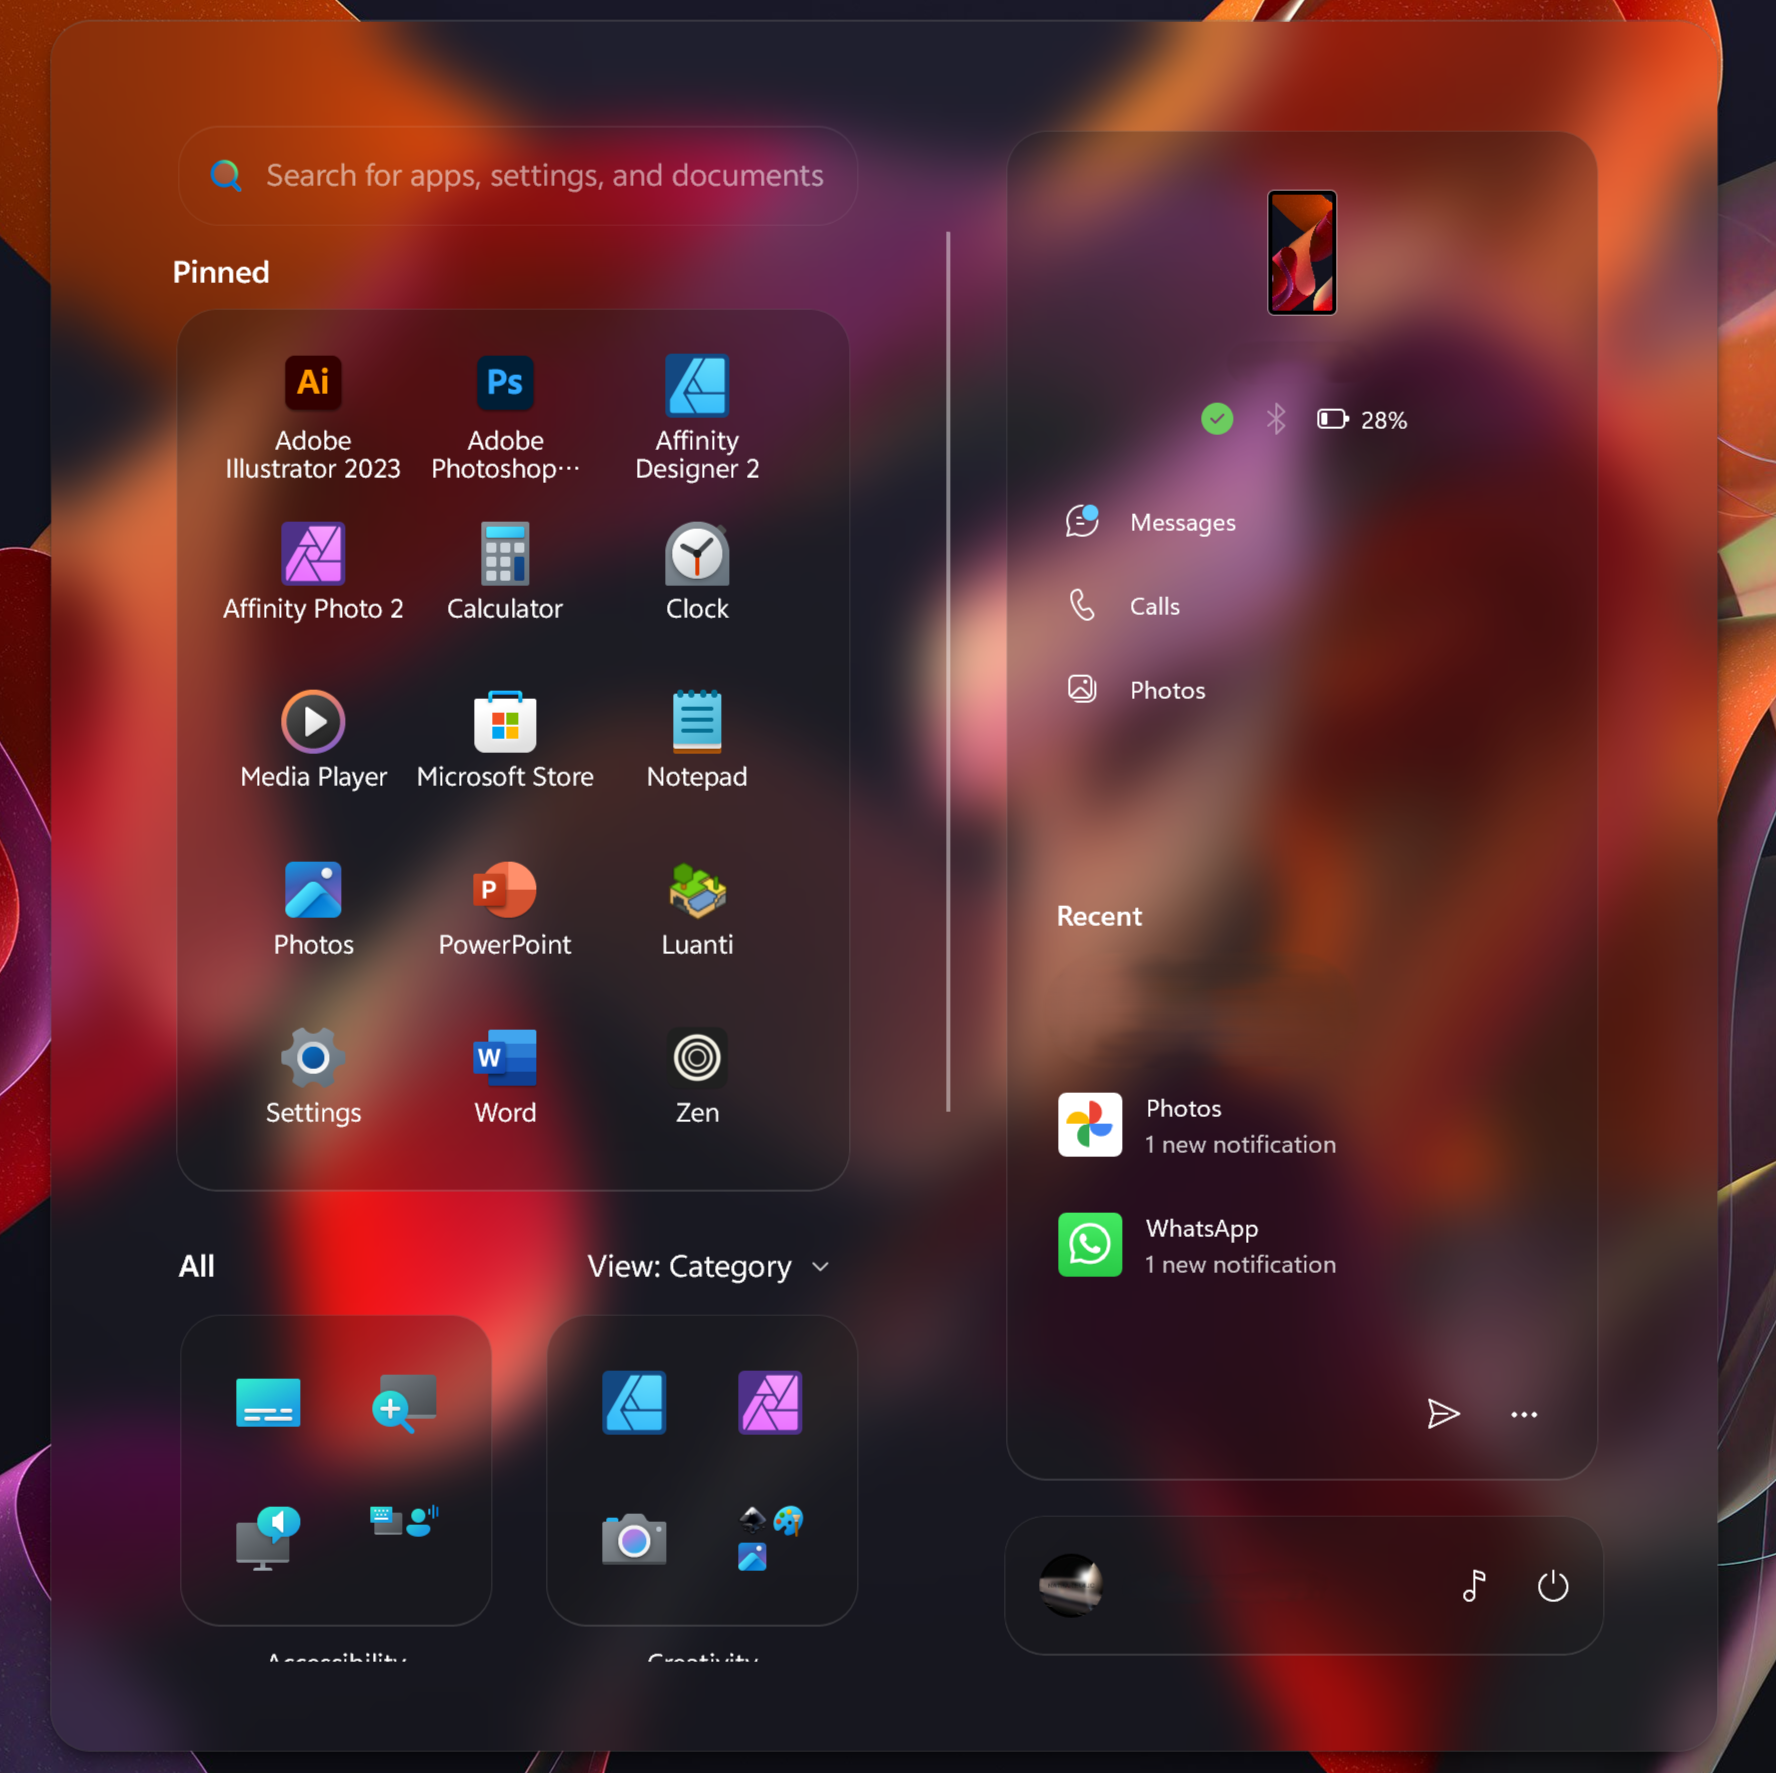 Search for apps, settings, and documents
Pinned
Ai
Adobe
Illustrator 2023
Ps
Adobe
Photoshop···
Affinity
Designer 2
Affinity Photo 2
Calculator
Clock
Media Player
Microsoft Store
Notepad
Photos
P
PowerPoint
Luanti
Settings
W
Word
Zen
All
View: Category
Accessibility
Creativity
28%
Messages
Calls
Photos
Recent
Photos
1 new notification
WhatsApp
1 new notification